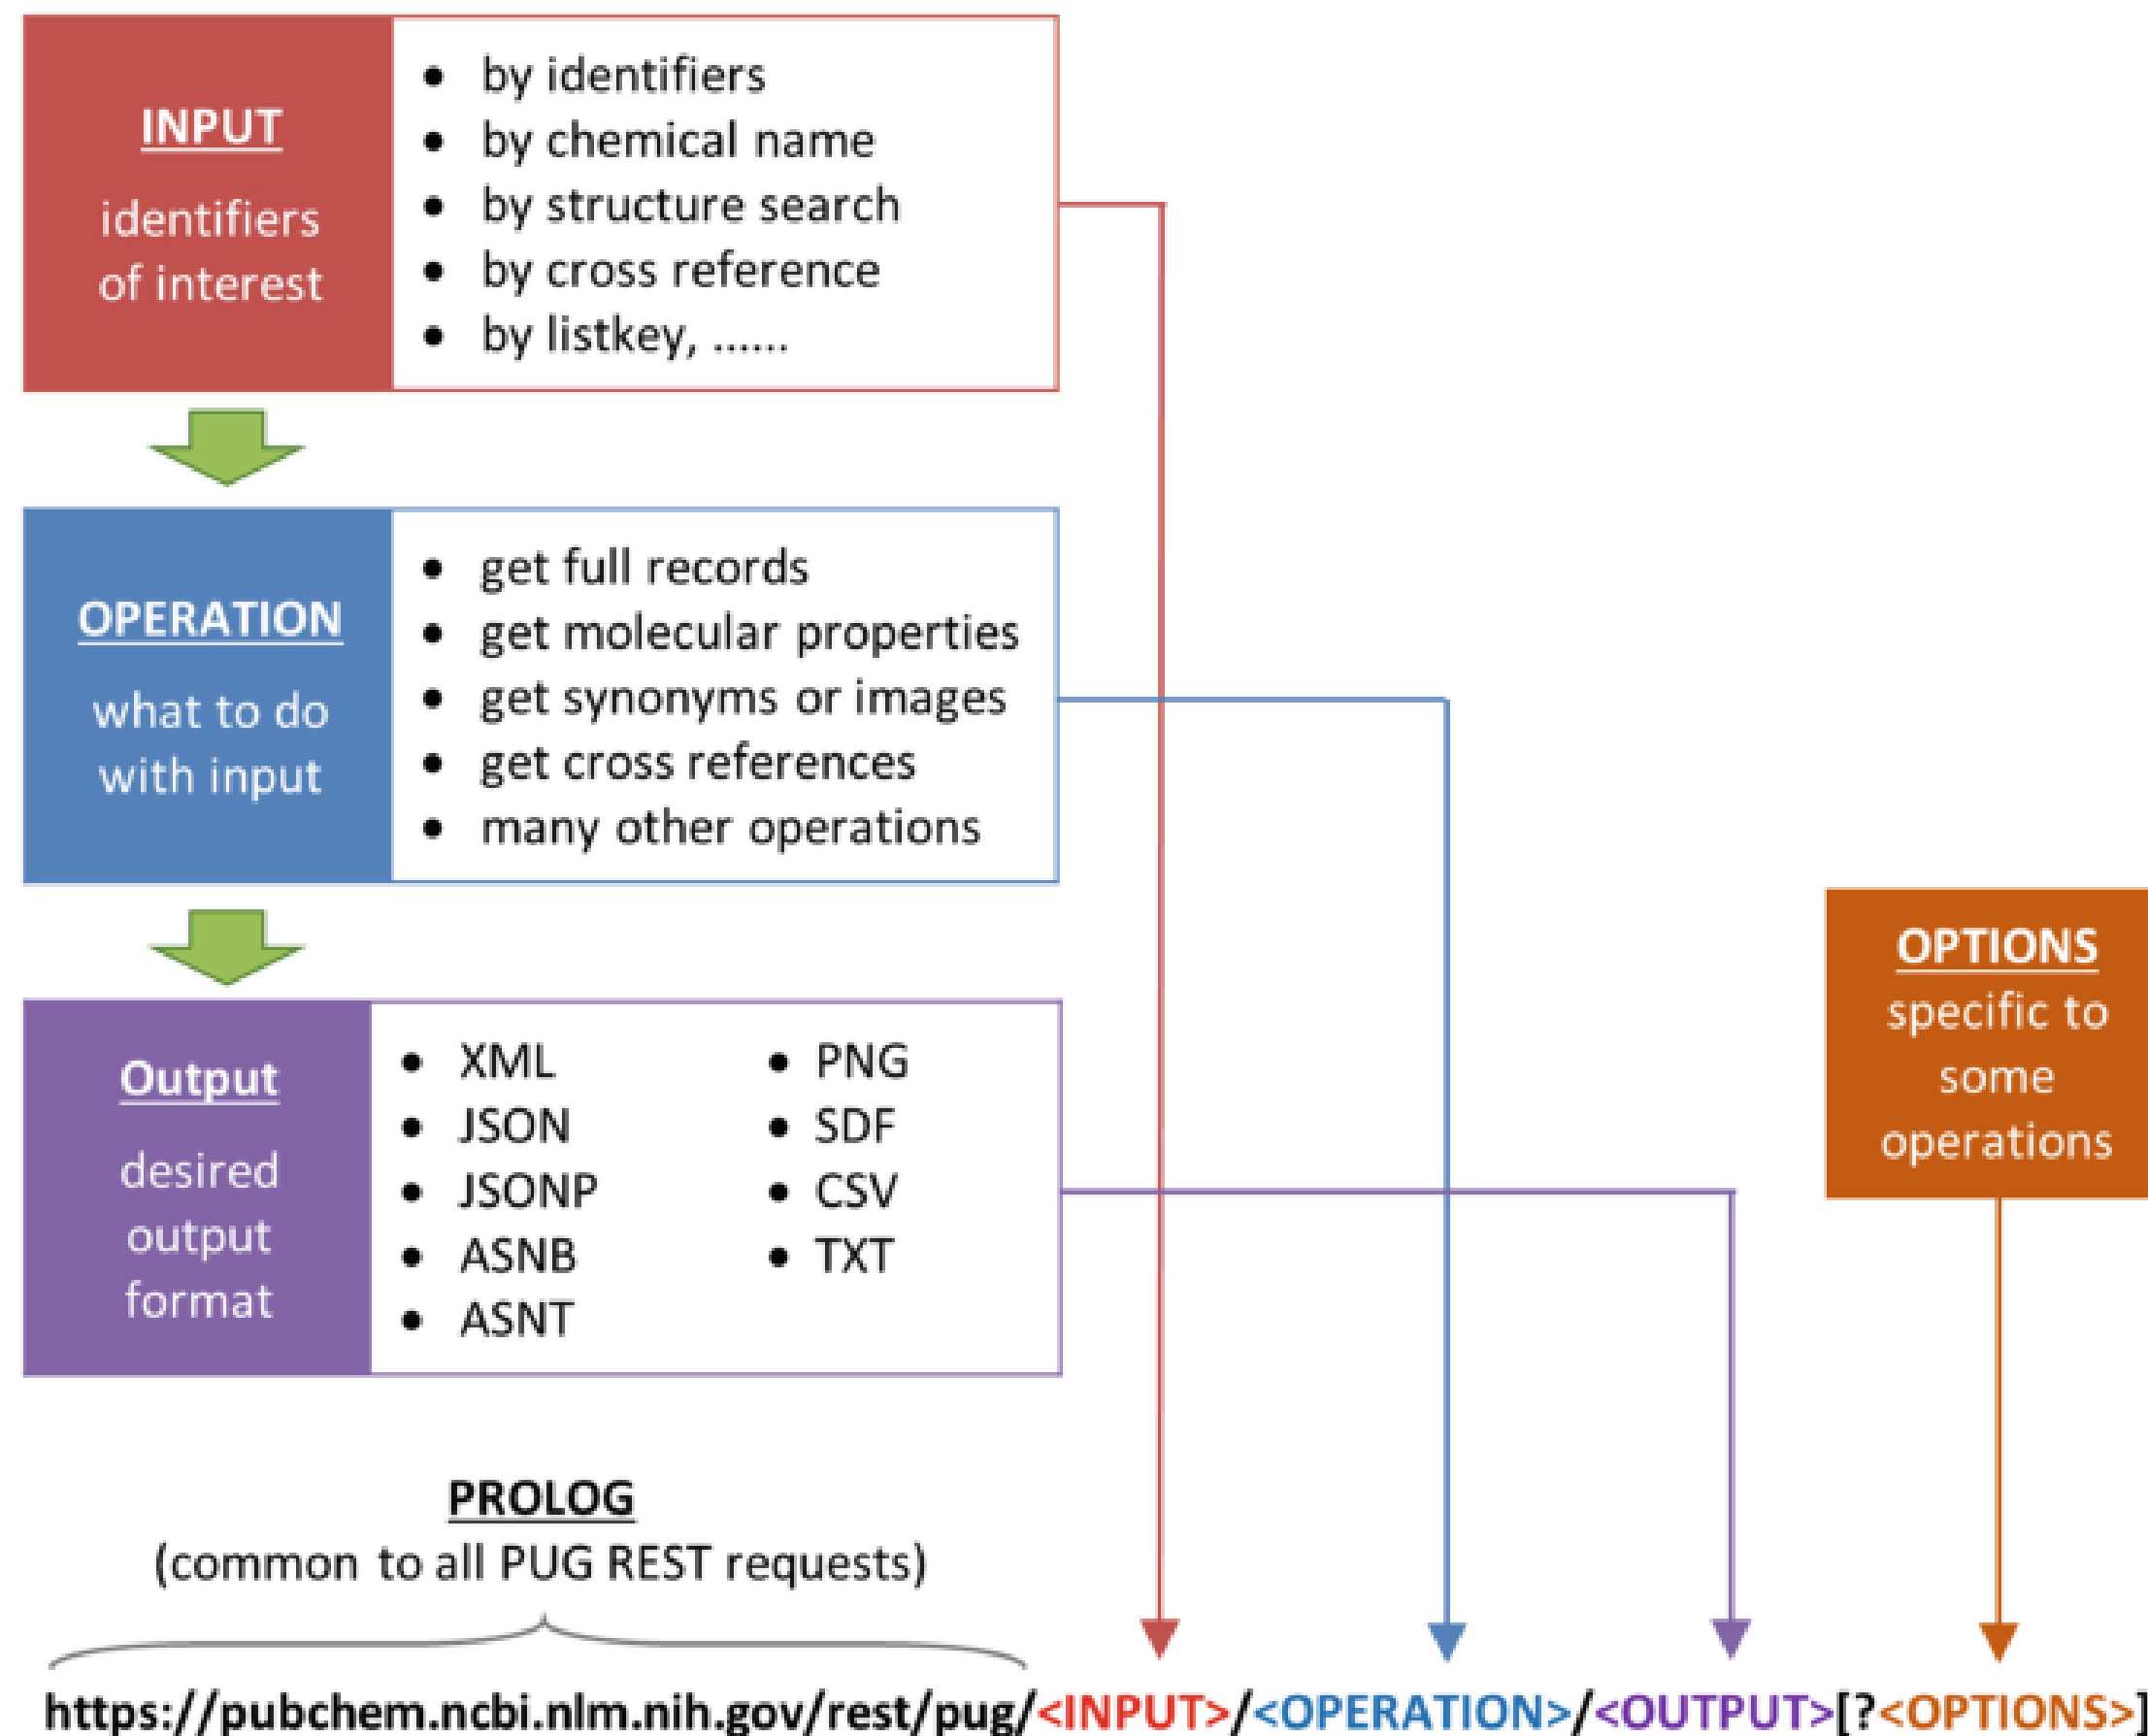 INPUT
identifiers
of interest
• by identifiers
• by chemical name
• by structure search
• by cross reference
• by listkey, ......
OPERATION
what to do
with input
• get full records
• get molecular properties
• get synonyms or images
• get cross references
• many other operations
Output
desired
output
format
• XML
• JSON
• JSONP
• ASNB
• ASNT
• PNG
• SDF
• CSV
• TXT
OPTIONS
specific to
some
operations
PROLOG
(common to all PUG REST requests)
https://pubchem.ncbi.nlm.nih.gov/rest/pug/<INPUT>/<OPERATION>/<OUTPUT>[?<OPTIONS>]